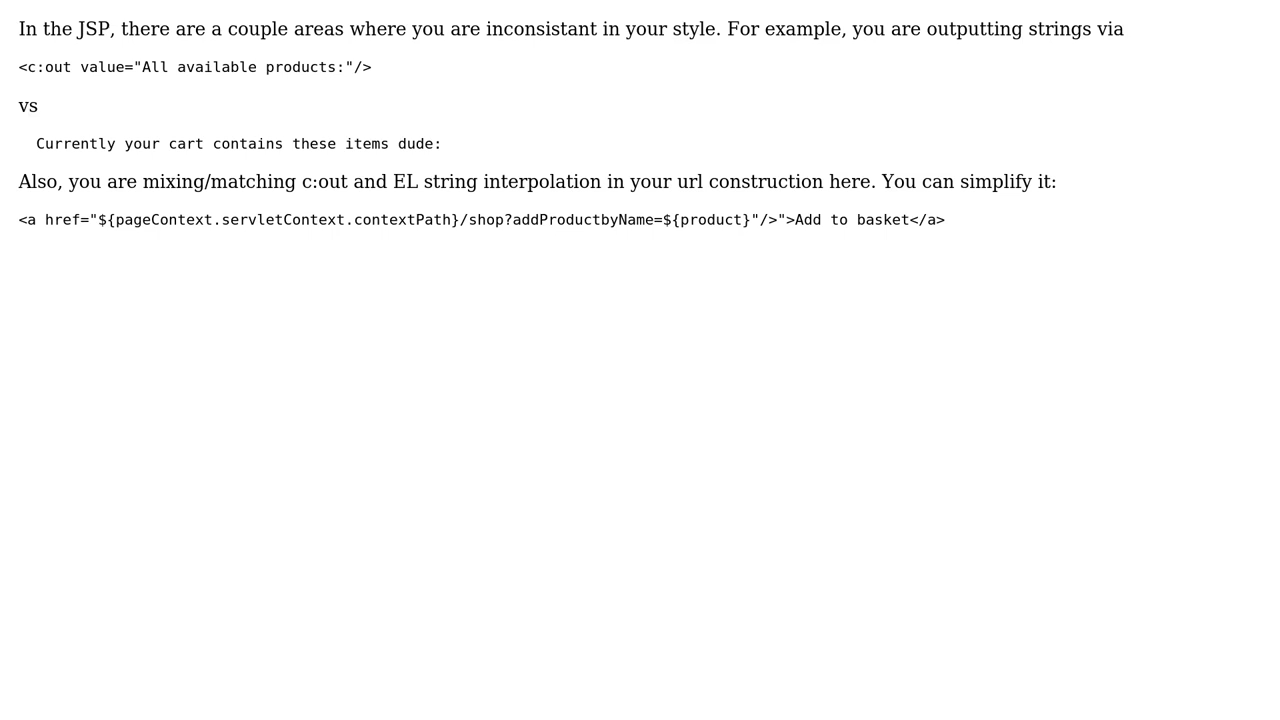 In the JSP, there are a couple areas where you are inconsistant in your style. For example, you are outputting strings via
<c:out value="All available products:"/>
vs
Currently your cart contains these items dude:
Also, you are mixing/matching c:out and EL string interpolation in your url construction here. You can simplify it:
<a href="${pageContext.servletContext.contextPath}/shop?addProductbyName=${product}"/>">Add to basket</a>